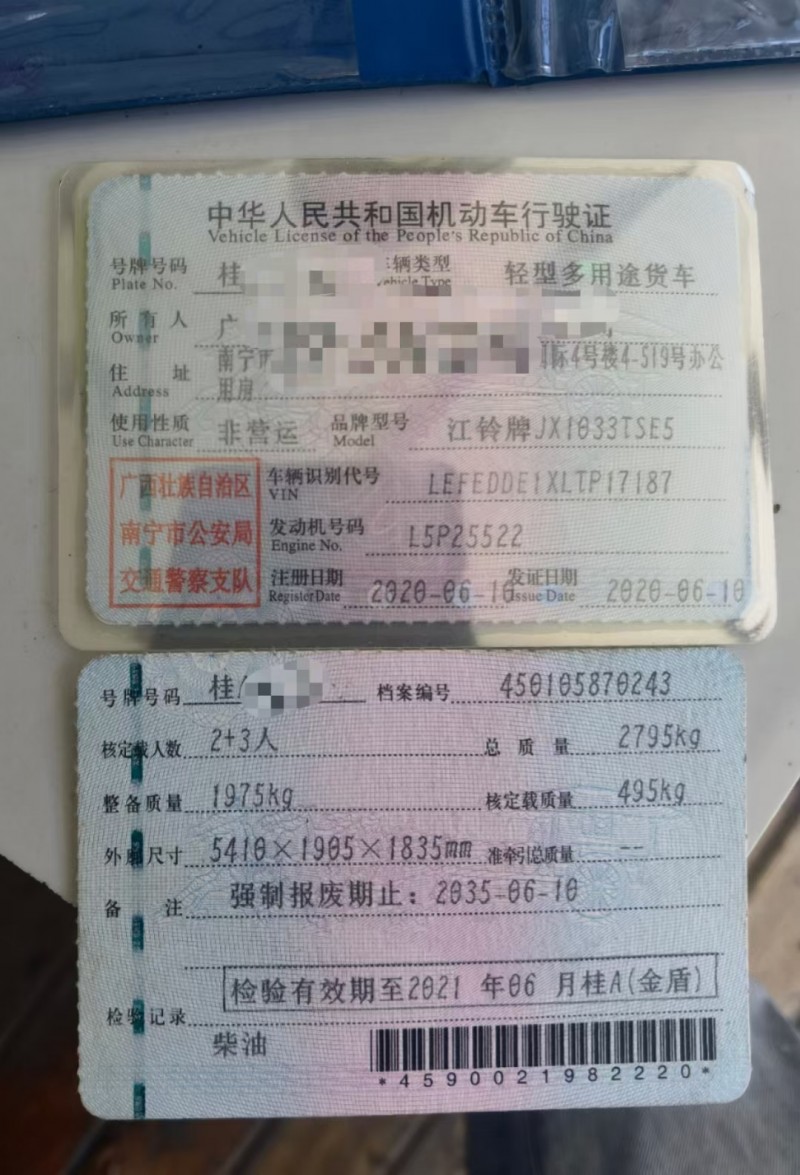 中华人民共和国机动车行驶证
Vehicle License of the People's Republic of China
号牌号码 桂 车辆类型 轻型多用途货车
Plate No. Vehicle Type
所有人 广
Owner
住址 南宁市 际4号楼4-519号办公
Address 用房
使用性质 非营运 品牌型号 江铃牌JX1033TSE5
Use Character Model
广西壮族自治区
南宁市公安局
交通警察支队
车辆识别代号 LEFEDDE1XLTP17187
VIN
发动机号码 L5P25522
Engine No.
注册日期 2020-06-10 发证日期 2020-06-10
Register Date Issue Date
号牌号码 桂 档案编号 450105870243
核定载人数 2+3人 总质量 2795kg
整备质量 1975kg 核定载质量 495kg
外廓尺寸 5410×1905×1835mm 准牵引总质量 --
备注 强制报废期止：2035-06-10
检验有效期至2021 年06 月桂A(金盾)
检验记录
柴油
*4590021982220*